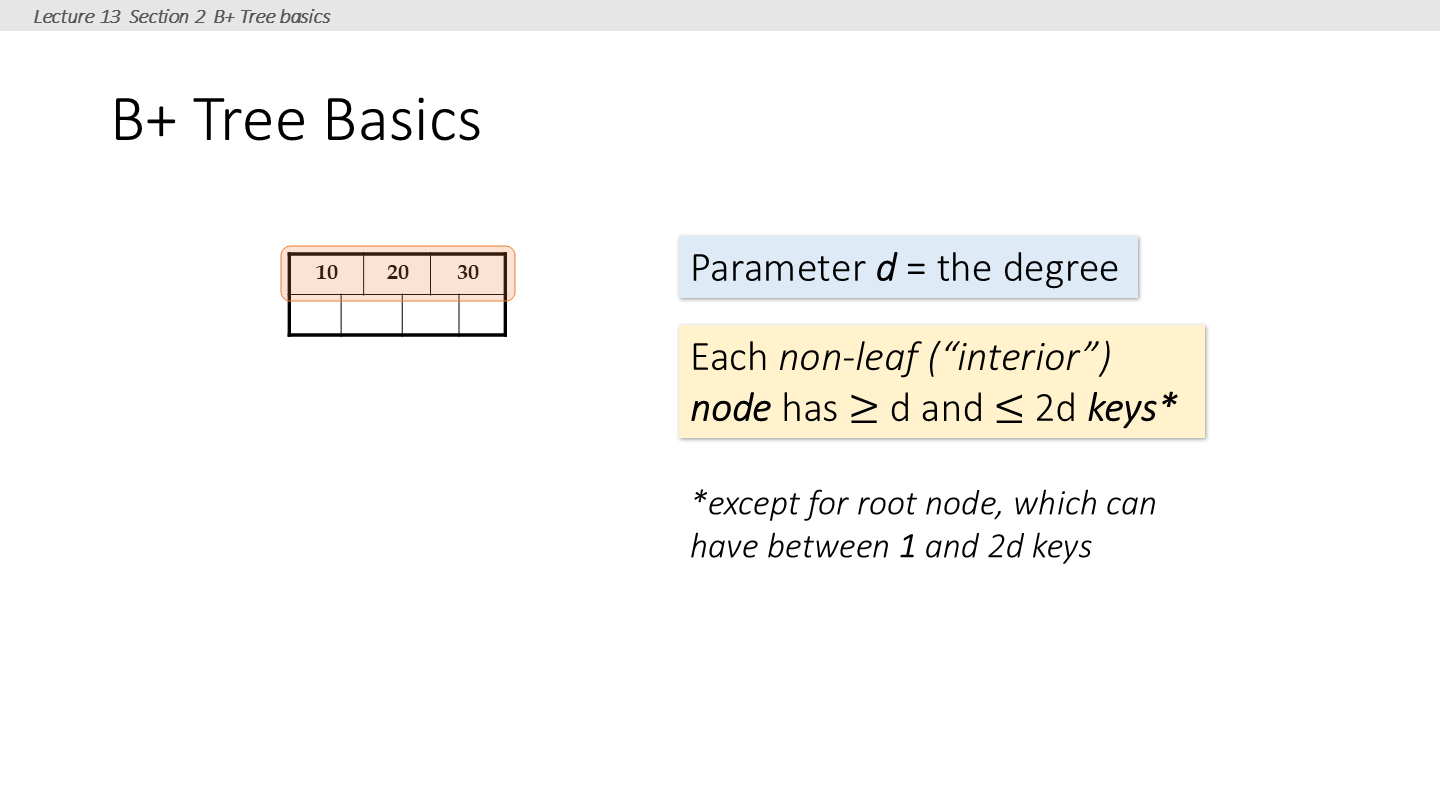 Lecture 13 Section 2 B+ Tree basics
B+ Tree Basics
10 20 30
Parameter d = the degree
Each non-leaf (“interior”)
node has ≥ d and ≤ 2d keys*
*except for root node, which can
have between 1 and 2d keys